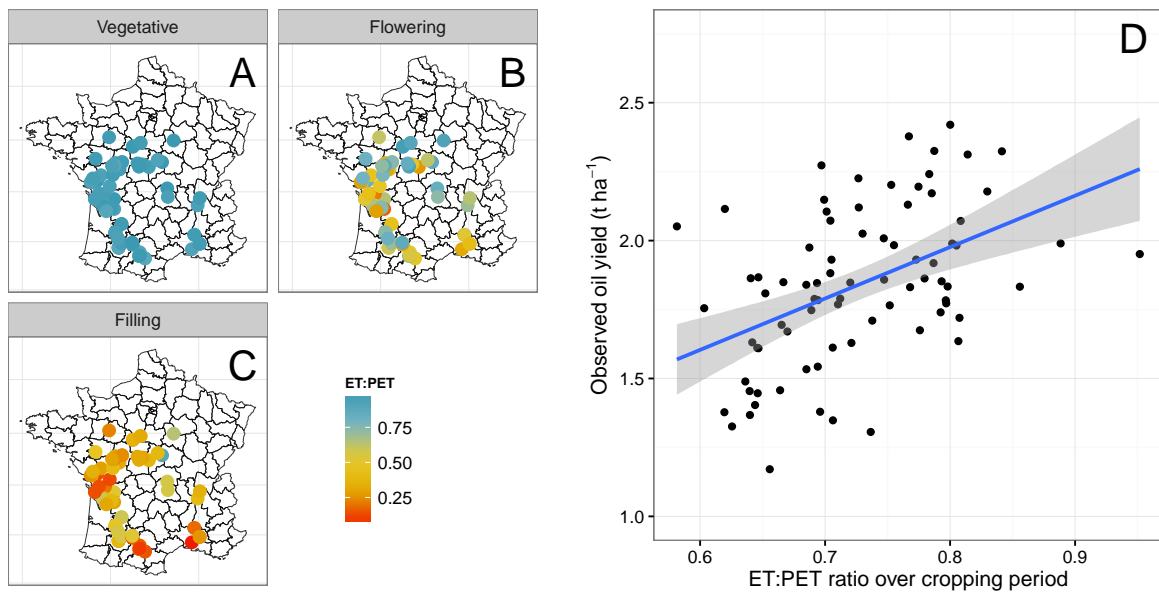 Vegetative
A
Flowering
B
Filling
C
ET:PET
0.75
0.50
0.25
D
Observed oil yield (t ha⁻¹)
2.5
2.0
1.5
1.0
0.6
0.7
0.8
0.9
ET:PET ratio over cropping period